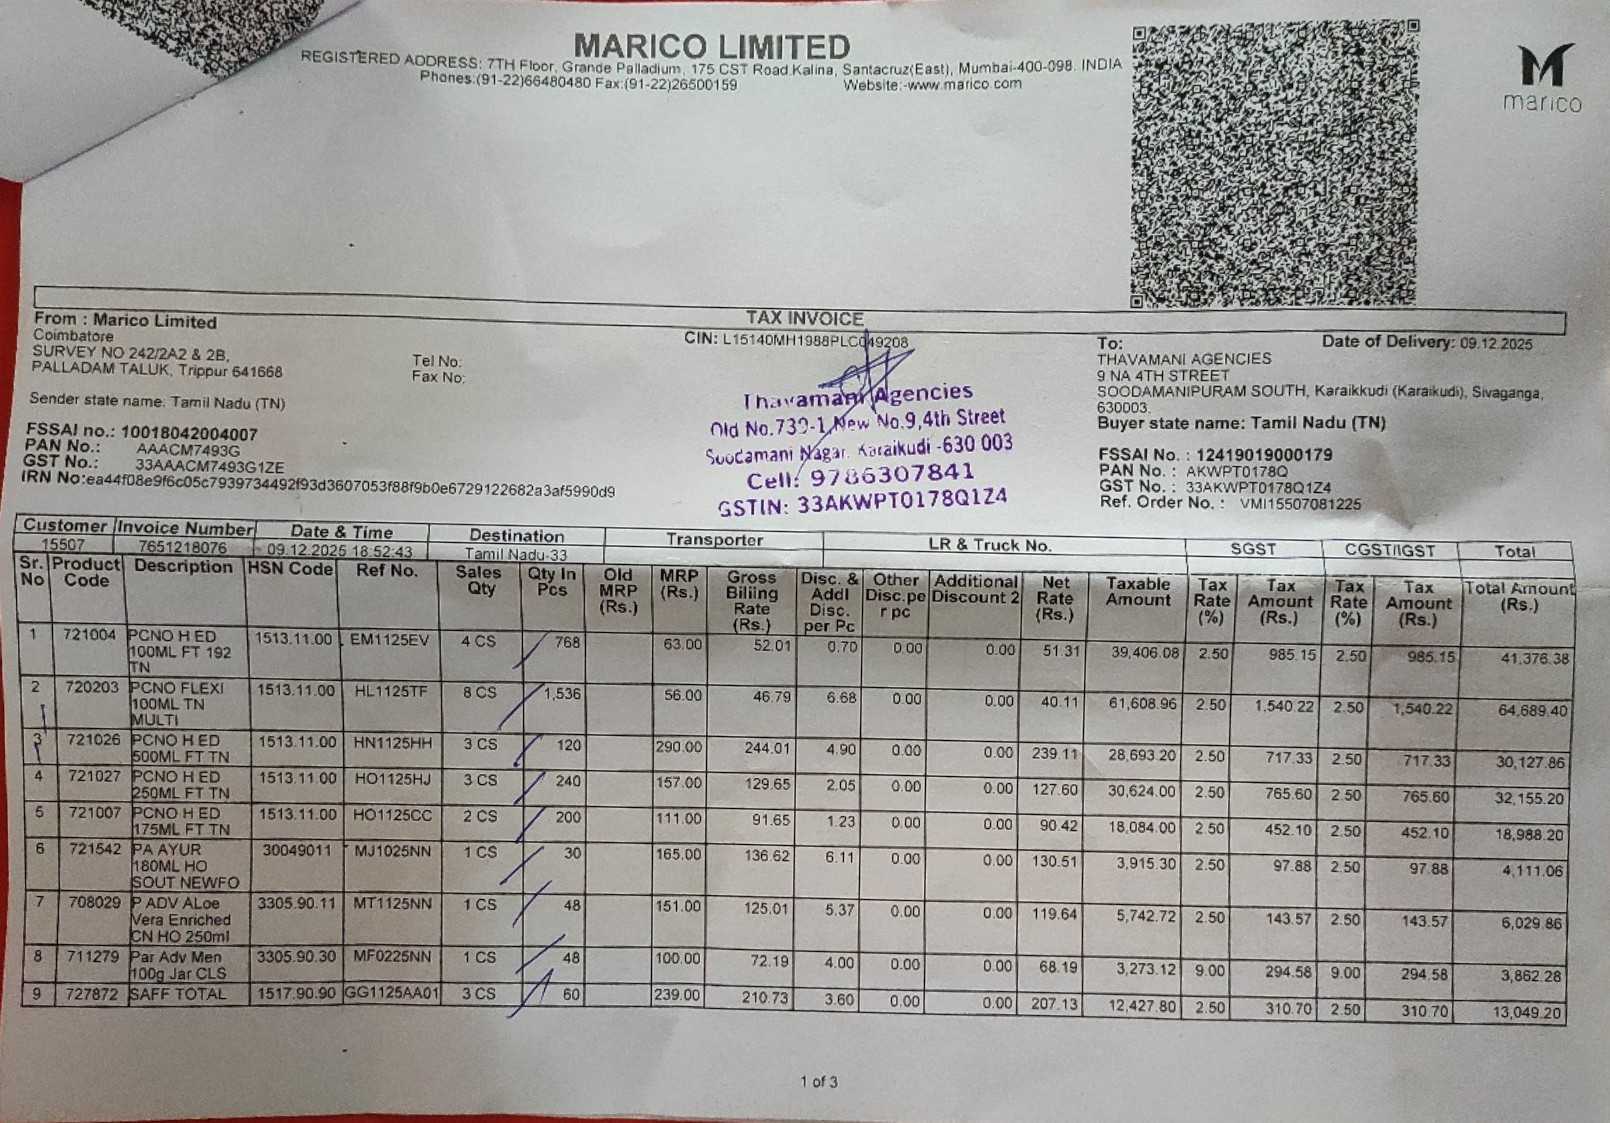 MARICO LIMITED
REGISTERED ADDRESS: 7TH Floor, Grande Palladium, 175 CST Road,Kalina, Santacruz(East), Mumbai-400-098. INDIA
Phones:(91-22)66480480 Fax:(91-22)26500159 Website:-www.marico.com
marico
TAX INVOICE
CIN: L15140MH1988PLC049208
From : Marico Limited
Coimbatore
SURVEY NO 242/2A2 & 2B,
PALLADAM TALUK, Trippur 641668
Tel No:
Fax No:
Sender state name: Tamil Nadu (TN)
FSSAI no.: 10018042004007
PAN No.: AAACM7493G
GST No.: 33AAACM7493G1ZE
IRN No:ea44f08e9f6c05c7939734492f93d3607053f88f9b0e6729122682a3af5990d9
Thavamani Agencies
Old No.739-1, New No.9,4th Street
Soodamani Nagar. Karaikudi -630 003
Cell: 9786307841
GSTIN: 33AKWPT0178Q1Z4
To: Date of Delivery: 09.12.2025
THAVAMANI AGENCIES
9 NA 4TH STREET
SOODAMANIPURAM SOUTH, Karaikkudi (Karaikudi), Sivaganga,
630003.
Buyer state name: Tamil Nadu (TN)
FSSAI No. : 12419019000179
PAN No. : AKWPT0178Q
GST No. : 33AKWPT0178Q1Z4
Ref. Order No. : VMI15507081225
Customer Invoice Number Date & Time Destination Transporter LR & Truck No. SGST CGST/IGST Total
15507 7651218076 09.12.2025 18:52:43 Tamil Nadu-33
Sr. No Product Code Description HSN Code Ref No. Sales Qty Qty In Pcs Old MRP (Rs.) MRP (Rs.) Gross Billing Rate (Rs.) Disc. & Addl Disc. per Pc Other Disc.pe r pc Additional Discount 2 Net Rate (Rs.) Taxable Amount Tax Rate (%) Tax Amount (Rs.) Tax Rate (%) Tax Amount (Rs.) Total Amount (Rs.)
1 721004 PCNO H ED 1513.11.00 EM1125EV 4 CS 768 63.00 52.01 0.70 0.00 0.00 51.31 39,406.08 2.50 985.15 2.50 985.15 41,376.38
100ML FT 192
TN
2 720203 PCNO FLEXI 1513.11.00 HL1125TF 8 CS 1,536 56.00 46.79 6.68 0.00 0.00 40.11 61,608.96 2.50 1,540.22 2.50 1,540.22 64,689.40
100ML TN
MULTI
3 721026 PCNO H ED 1513.11.00 HN1125HH 3 CS 120 290.00 244.01 4.90 0.00 0.00 239.11 28,693.20 2.50 717.33 2.50 717.33 30,127.86
500ML FT TN
4 721027 PCNO H ED 1513.11.00 HO1125HJ 3 CS 240 157.00 129.65 2.05 0.00 0.00 127.60 30,624.00 2.50 765.60 2.50 765.60 32,155.20
250ML FT TN
5 721007 PCNO H ED 1513.11.00 HO1125CC 2 CS 200 111.00 91.65 1.23 0.00 0.00 90.42 18,084.00 2.50 452.10 2.50 452.10 18,988.20
175ML FT TN
6 721542 PA AYUR 30049011 MJ1025NN 1 CS 30 165.00 136.62 6.11 0.00 0.00 130.51 3,915.30 2.50 97.88 2.50 97.88 4,111.06
180ML HO
SOUT NEWFO
7 708029 P ADV ALoe 3305.90.11 MT1125NN 1 CS 48 151.00 125.01 5.37 0.00 0.00 119.64 5,742.72 2.50 143.57 2.50 143.57 6,029.86
Vera Enriched
CN HO 250ml
8 711279 Par Adv Men 3305.90.30 MF0225NN 1 CS 48 100.00 72.19 4.00 0.00 0.00 68.19 3,273.12 9.00 294.58 9.00 294.58 3,862.28
100g Jar CLS
9 727872 SAFF TOTAL 1517.90.90 GG1125AA01 3 CS 60 239.00 210.73 3.60 0.00 0.00 207.13 12,427.80 2.50 310.70 2.50 310.70 13,049.20
1 of 3